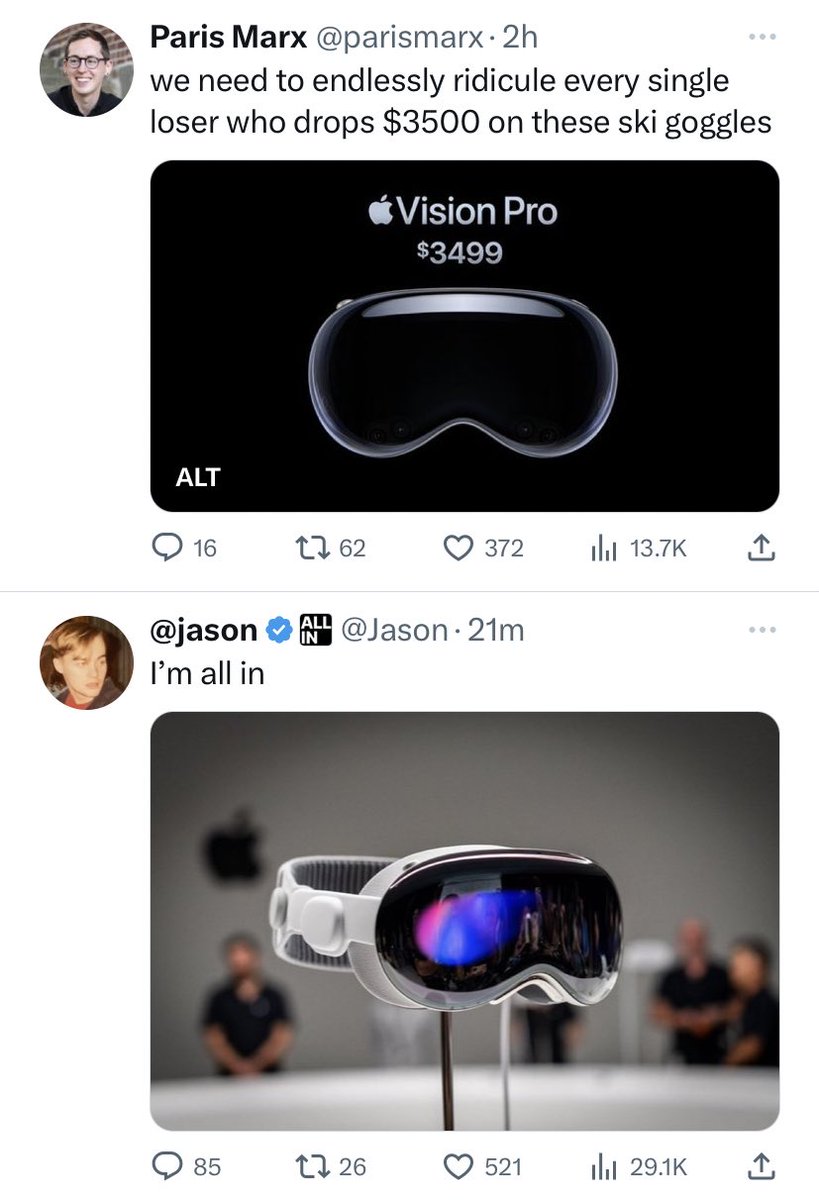 Paris Marx @parismarx · 2h
we need to endlessly ridicule every single
loser who drops $3500 on these ski goggles
Vision Pro
$3499
ALT
16 62 372 13.7K
@jason ALL IN @Jason · 21m
I’m all in
85 26 521 29.1K